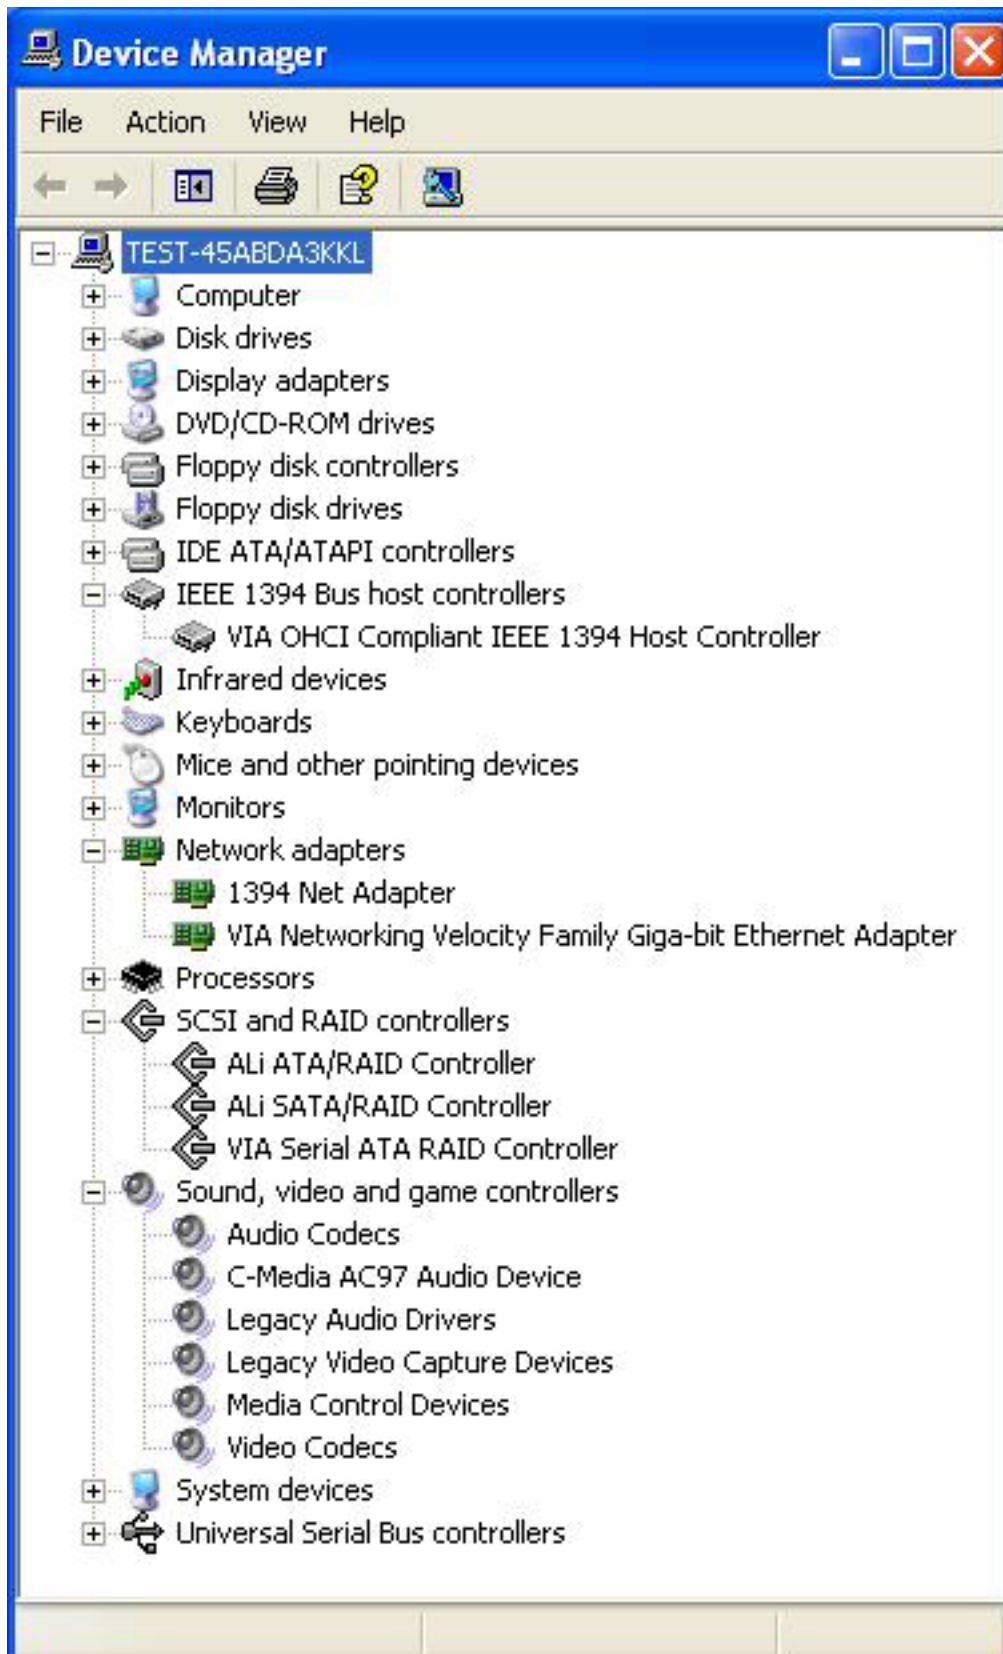 Device Manager
File Action View Help
TEST-45ABDA3KKL
Computer
Disk drives
Display adapters
DVD/CD-ROM drives
Floppy disk controllers
Floppy disk drives
IDE ATA/ATAPI controllers
IEEE 1394 Bus host controllers
VIA OHCI Compliant IEEE 1394 Host Controller
Infrared devices
Keyboards
Mice and other pointing devices
Monitors
Network adapters
1394 Net Adapter
VIA Networking Velocity Family Giga-bit Ethernet Adapter
Processors
SCSI and RAID controllers
ALi ATA/RAID Controller
ALi SATA/RAID Controller
VIA Serial ATA RAID Controller
Sound, video and game controllers
Audio Codecs
C-Media AC97 Audio Device
Legacy Audio Drivers
Legacy Video Capture Devices
Media Control Devices
Video Codecs
System devices
Universal Serial Bus controllers